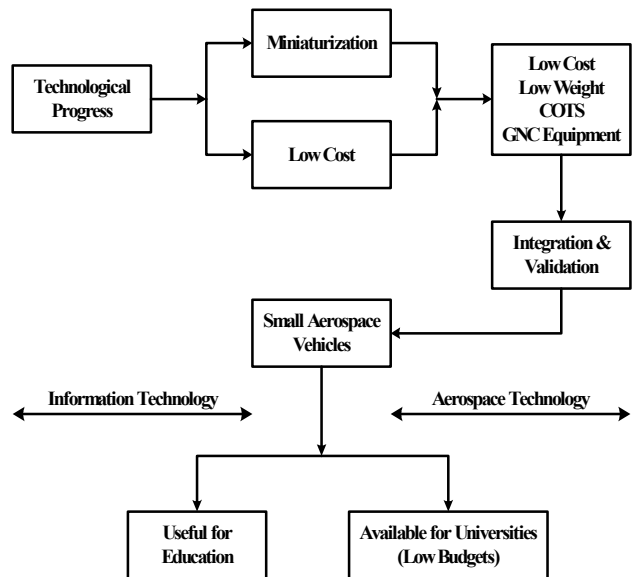 Miniaturization
Technological
Progress
Low Cost
Low Cost
Low Weight
COTS
GNC Equipment
Integration &
Validation
Small Aerospace
Vehicles
Information Technology
Aerospace Technology
Useful for
Education
Available for Universities
(Low Budgets)